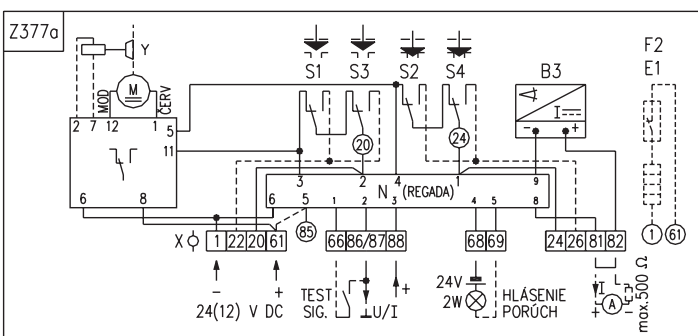 Z377a
Y
M
MOD
ČERV
2 7 12 1
5
11
6 8
S1 S3 S2 S4
20
24
B3
I
- +
F2
E1
1 61
3 2 4 1 9
N (REGADA)
6 5 1 2 3 4 5 8
X 1 22 20 61
85
66 86/87 88
68 69
24 26 81 82
- +
24(12) V DC
TEST
SIG.
U/I
+
24V
2W
HLÁSENIE
PORÚCH
I L
+ A -
max.500 Ω